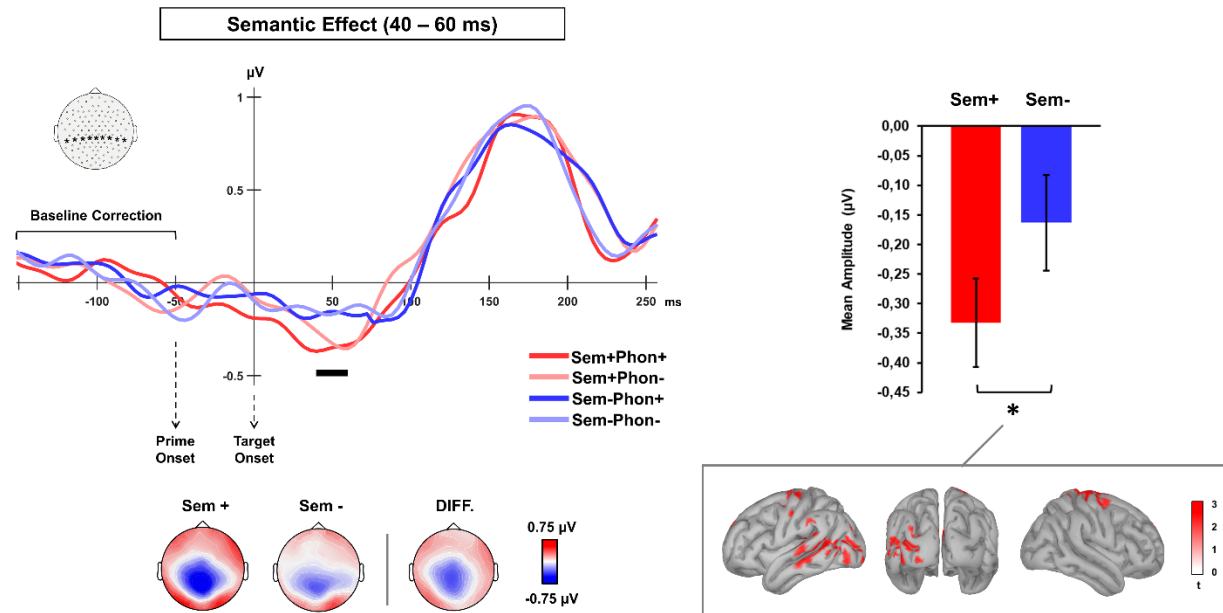 Semantic Effect (40 – 60 ms)
µV
1
0.5
-0.5
Baseline Correction
-100
-50
50
100
150
200
250
ms
Prime
Onset
Target
Onset
Sem+Phon+
Sem+Phon-
Sem-Phon+
Sem-Phon-
Sem +
Sem -
DIFF.
0.75 µV
-0.75 µV
Sem+
Sem-
Mean Amplitude (µV)
0,00
-0,05
-0,10
-0,15
-0,20
-0,25
-0,30
-0,35
-0,40
-0,45
*
3
2
1
0
t